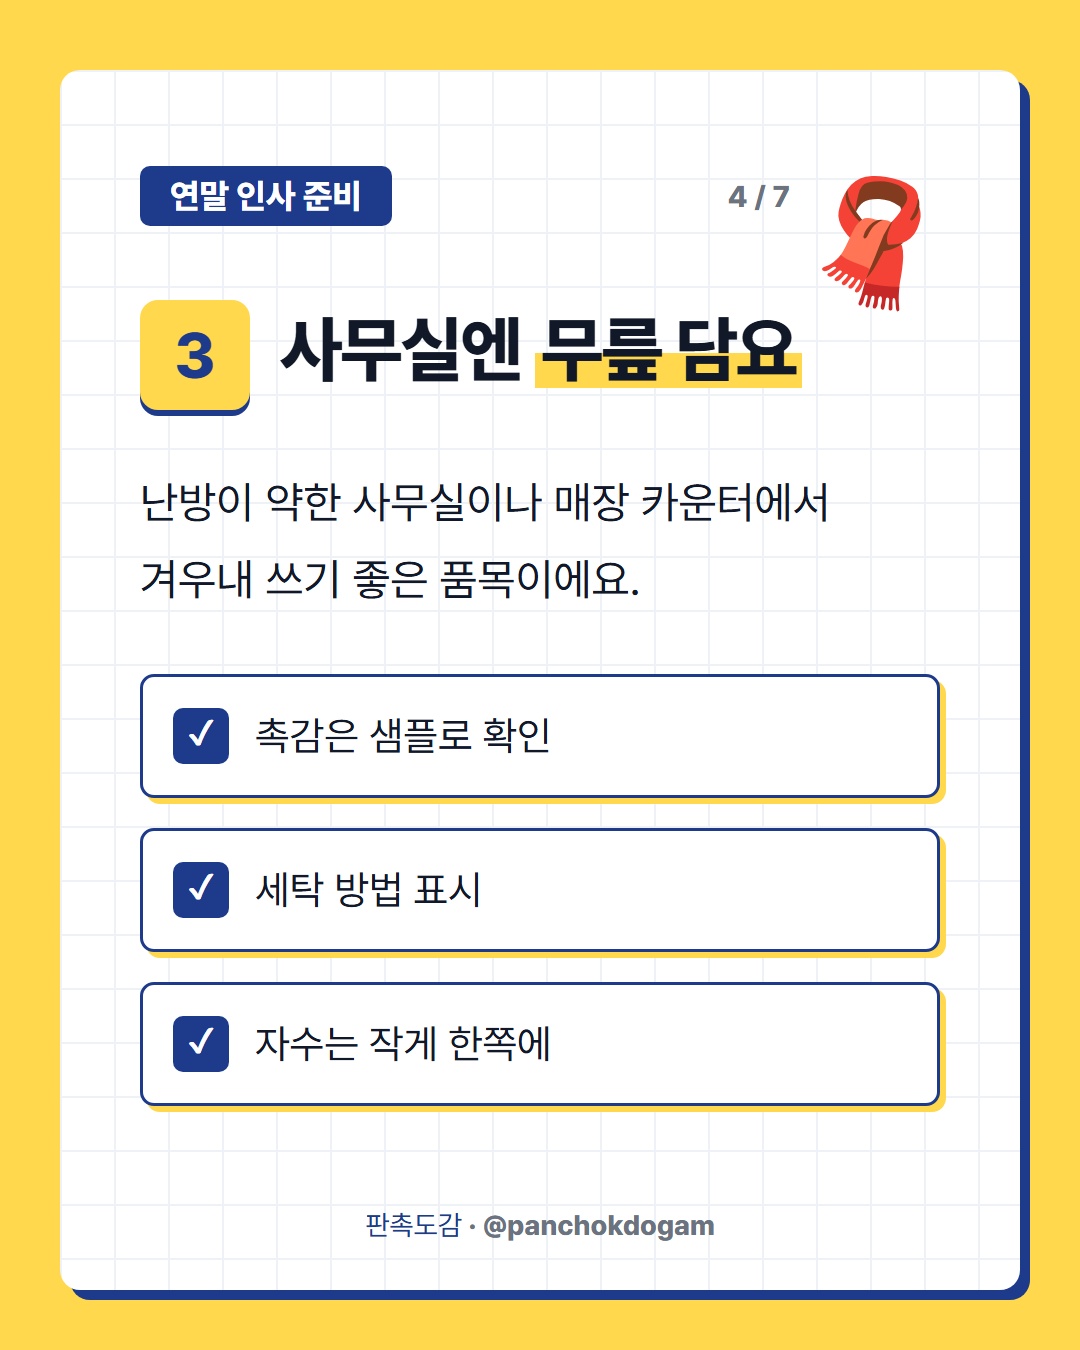 연말 인사 준비
4 / 7
3
사무실엔 무릎 담요
난방이 약한 사무실이나 매장 카운터에서
겨우내 쓰기 좋은 품목이에요.
✓ 촉감은 샘플로 확인
✓ 세탁 방법 표시
✓ 자수는 작게 한쪽에
판촉도감 · @panchokdogam